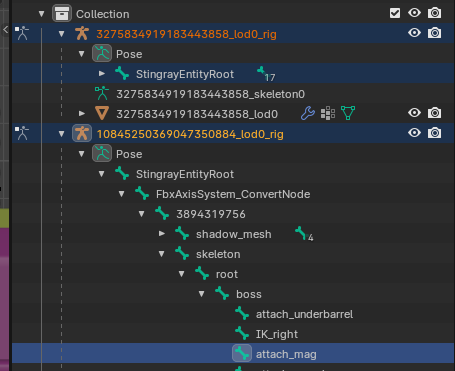 Collection
3275834919183443858_lod0_rig
Pose
StingrayEntityRoot
17
3275834919183443858_skeleton0
3275834919183443858_lod0
10845250369047350884_lod0_rig
Pose
StingrayEntityRoot
FbxAxisSystem_ConvertNode
3894319756
shadow_mesh
4
skeleton
root
boss
attach_underbarrel
IK_right
attach_mag